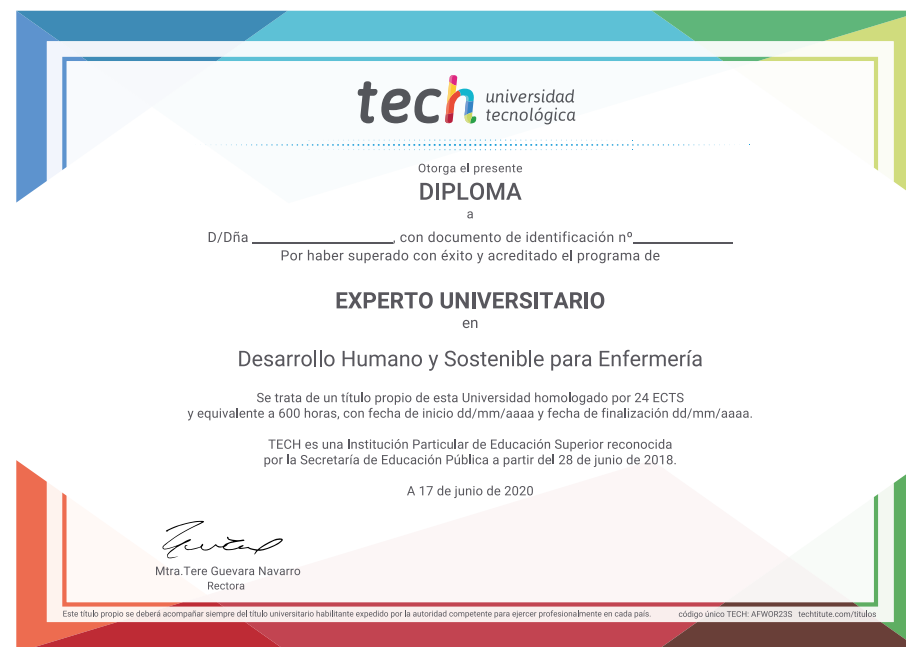 tech universidad
tecnológica
Otorga el presente
DIPLOMA
a
D/Dña ____________________, con documento de identificación nº______________
Por haber superado con éxito y acreditado el programa de
EXPERTO UNIVERSITARIO
en
Desarrollo Humano y Sostenible para Enfermería
Se trata de un título propio de esta Universidad homologado por 24 ECTS
y equivalente a 600 horas, con fecha de inicio dd/mm/aaaa y fecha de finalización dd/mm/aaaa.
TECH es una Institución Particular de Educación Superior reconocida
por la Secretaría de Educación Pública a partir del 28 de junio de 2018.
A 17 de junio de 2020
Mtra.Tere Guevara Navarro
Rectora
Este título propio se deberá acompañar siempre del título universitario habilitante expedido por la autoridad competente para ejercer profesionalmente en cada país. código único TECH: AFWOR23S techtitute.com/titulos